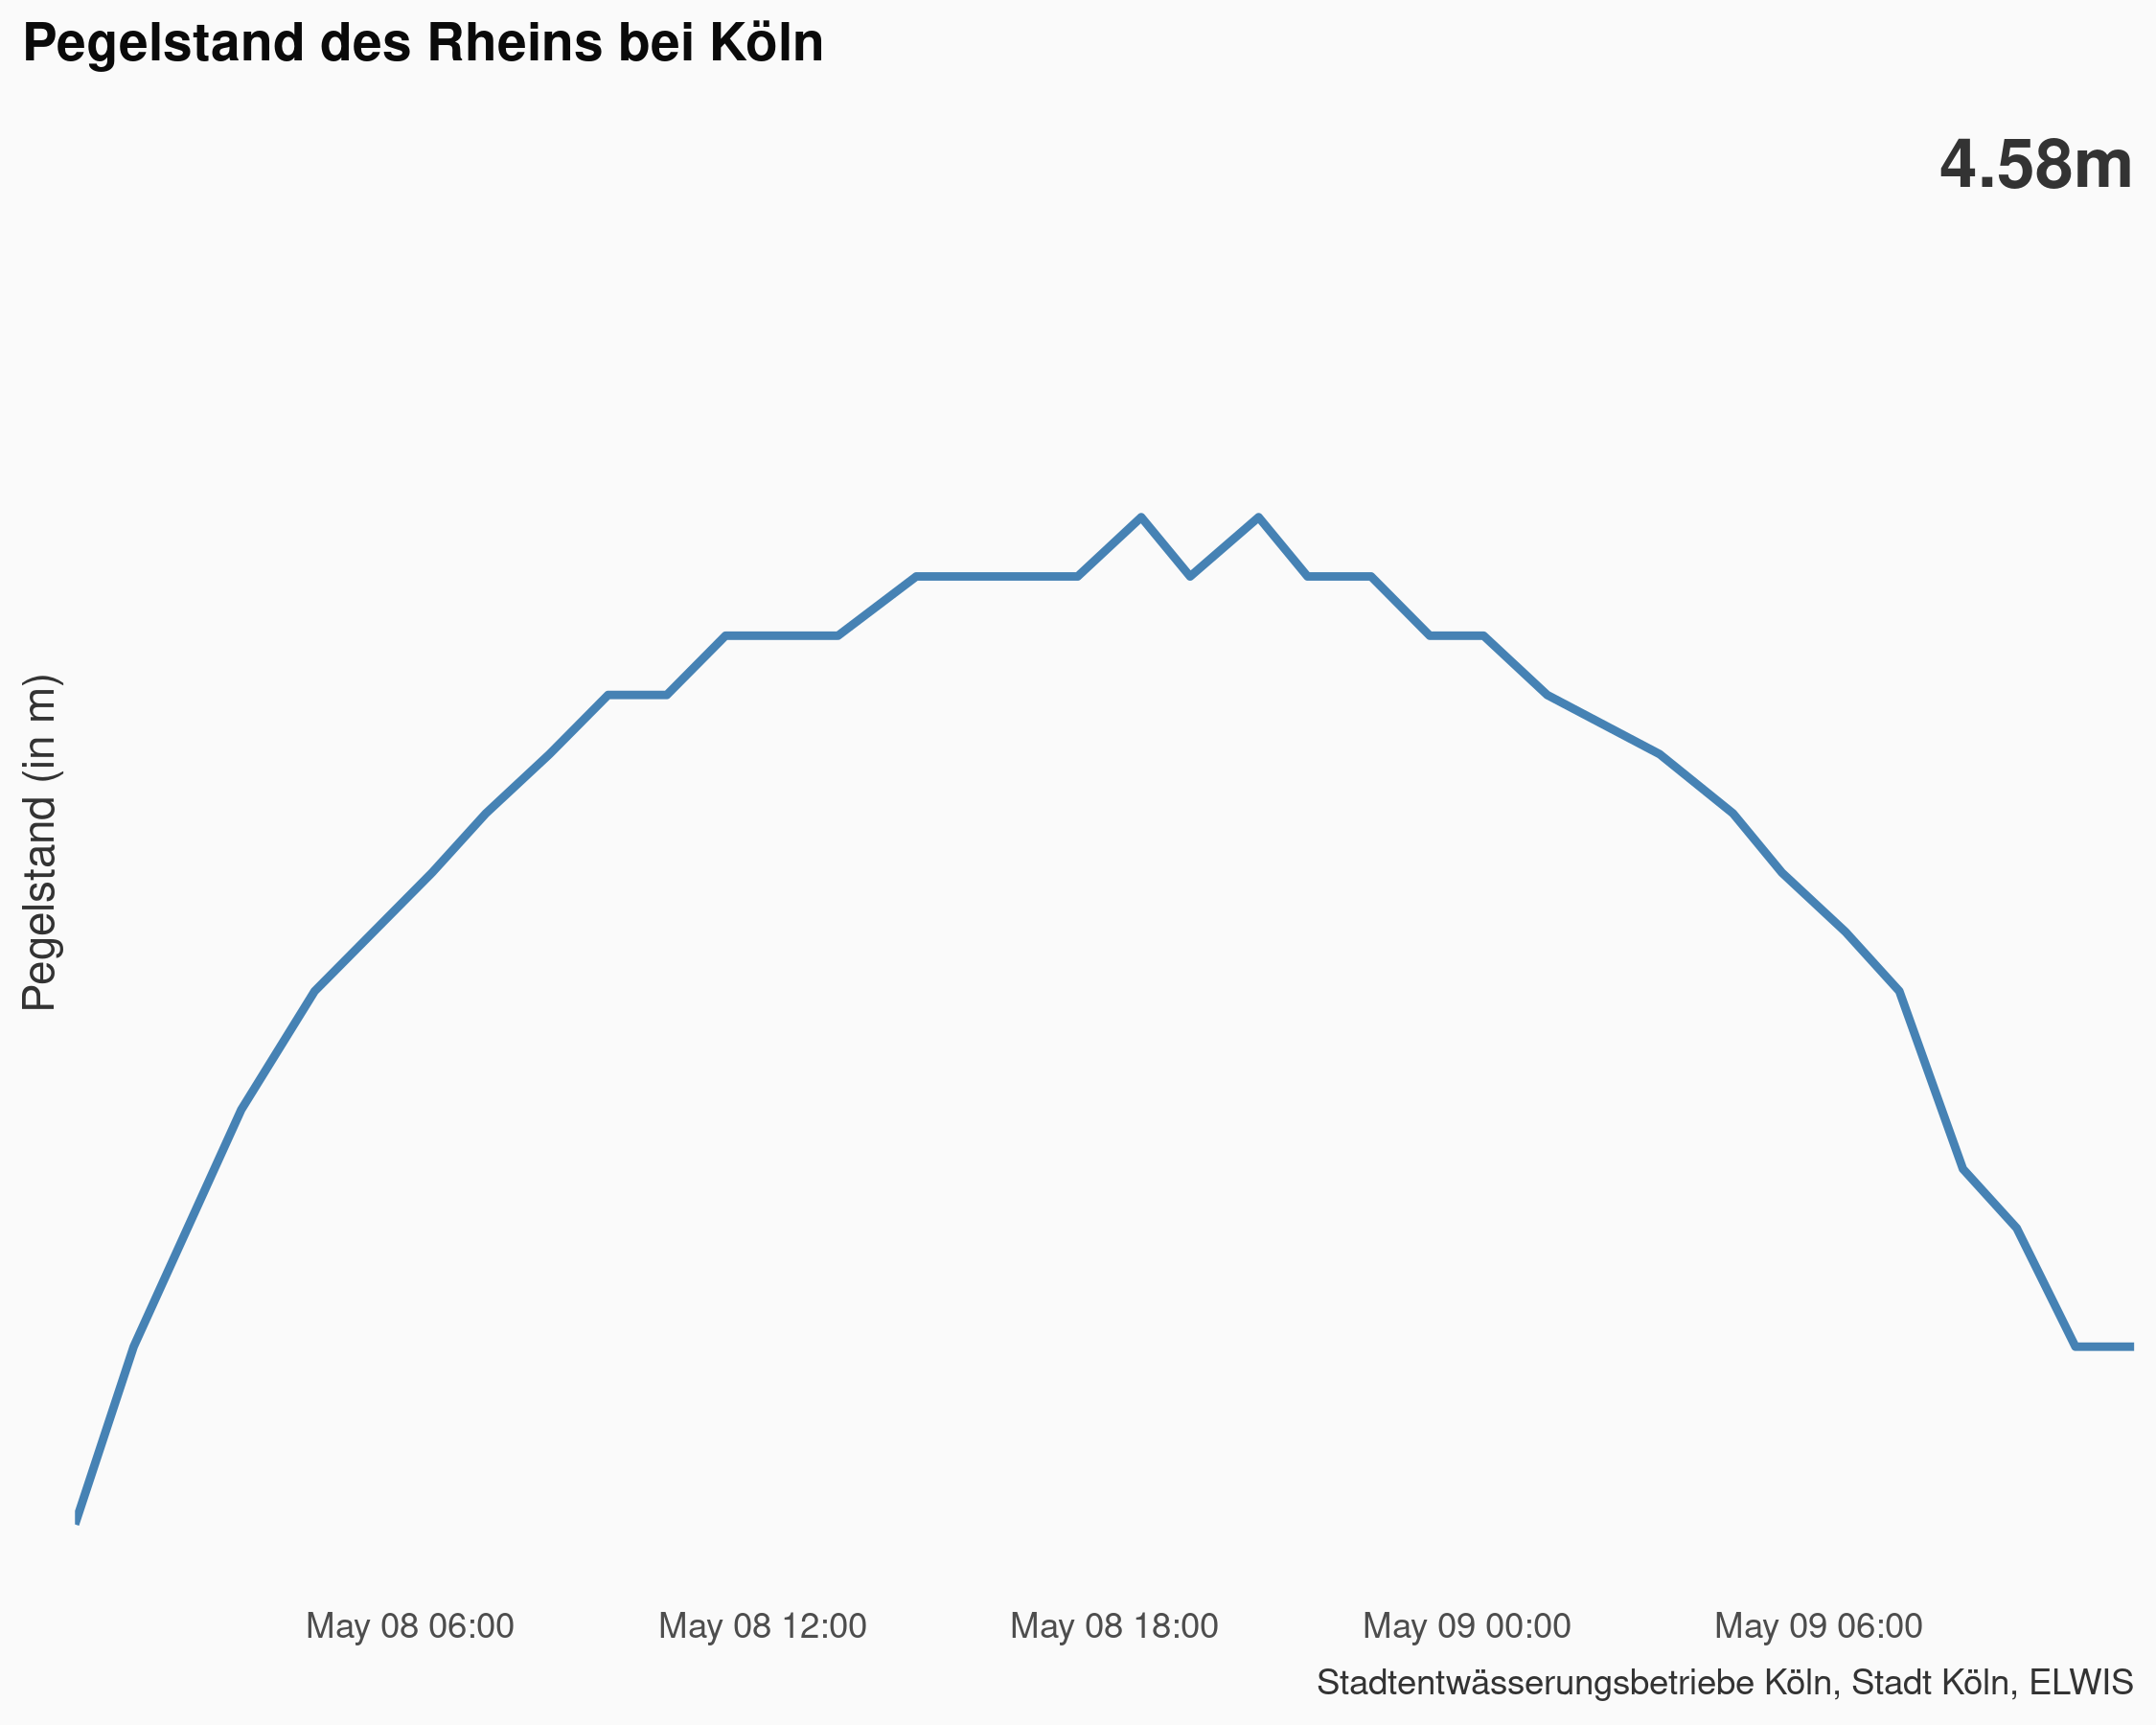 Pegelstand des Rheins bei Köln
4.58m
Pegelstand (in m)
May 08 06:00
May 08 12:00
May 08 18:00
May 09 00:00
May 09 06:00
Stadtentwässerungsbetriebe Köln, Stadt Köln, ELWIS